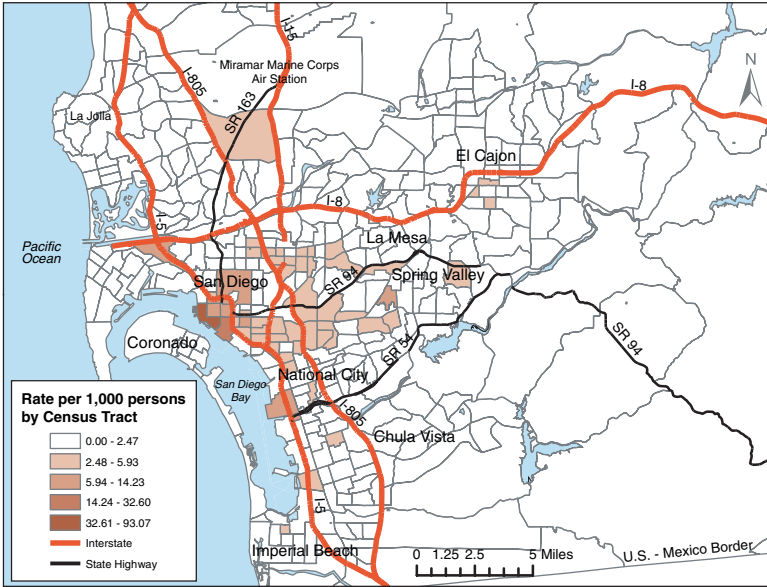 I-15
I-805
Miramar Marine Corps
Air Station
SR 163
La Jolla
I-8
N
El Cajon
I-8
I-5
Pacific
Ocean
La Mesa
San Diego
SR 94
Spring Valley
Coronado
SR 54
SR 94
National City
San Diego
Bay
I-805
Chula Vista
I-5
Imperial Beach
Rate per 1,000 persons
by Census Tract
0.00 - 2.47
2.48 - 5.93
5.94 - 14.23
14.24 - 32.60
32.61 - 93.07
Interstate
State Highway
0 1.25 2.5 5 Miles
U.S. - Mexico Border